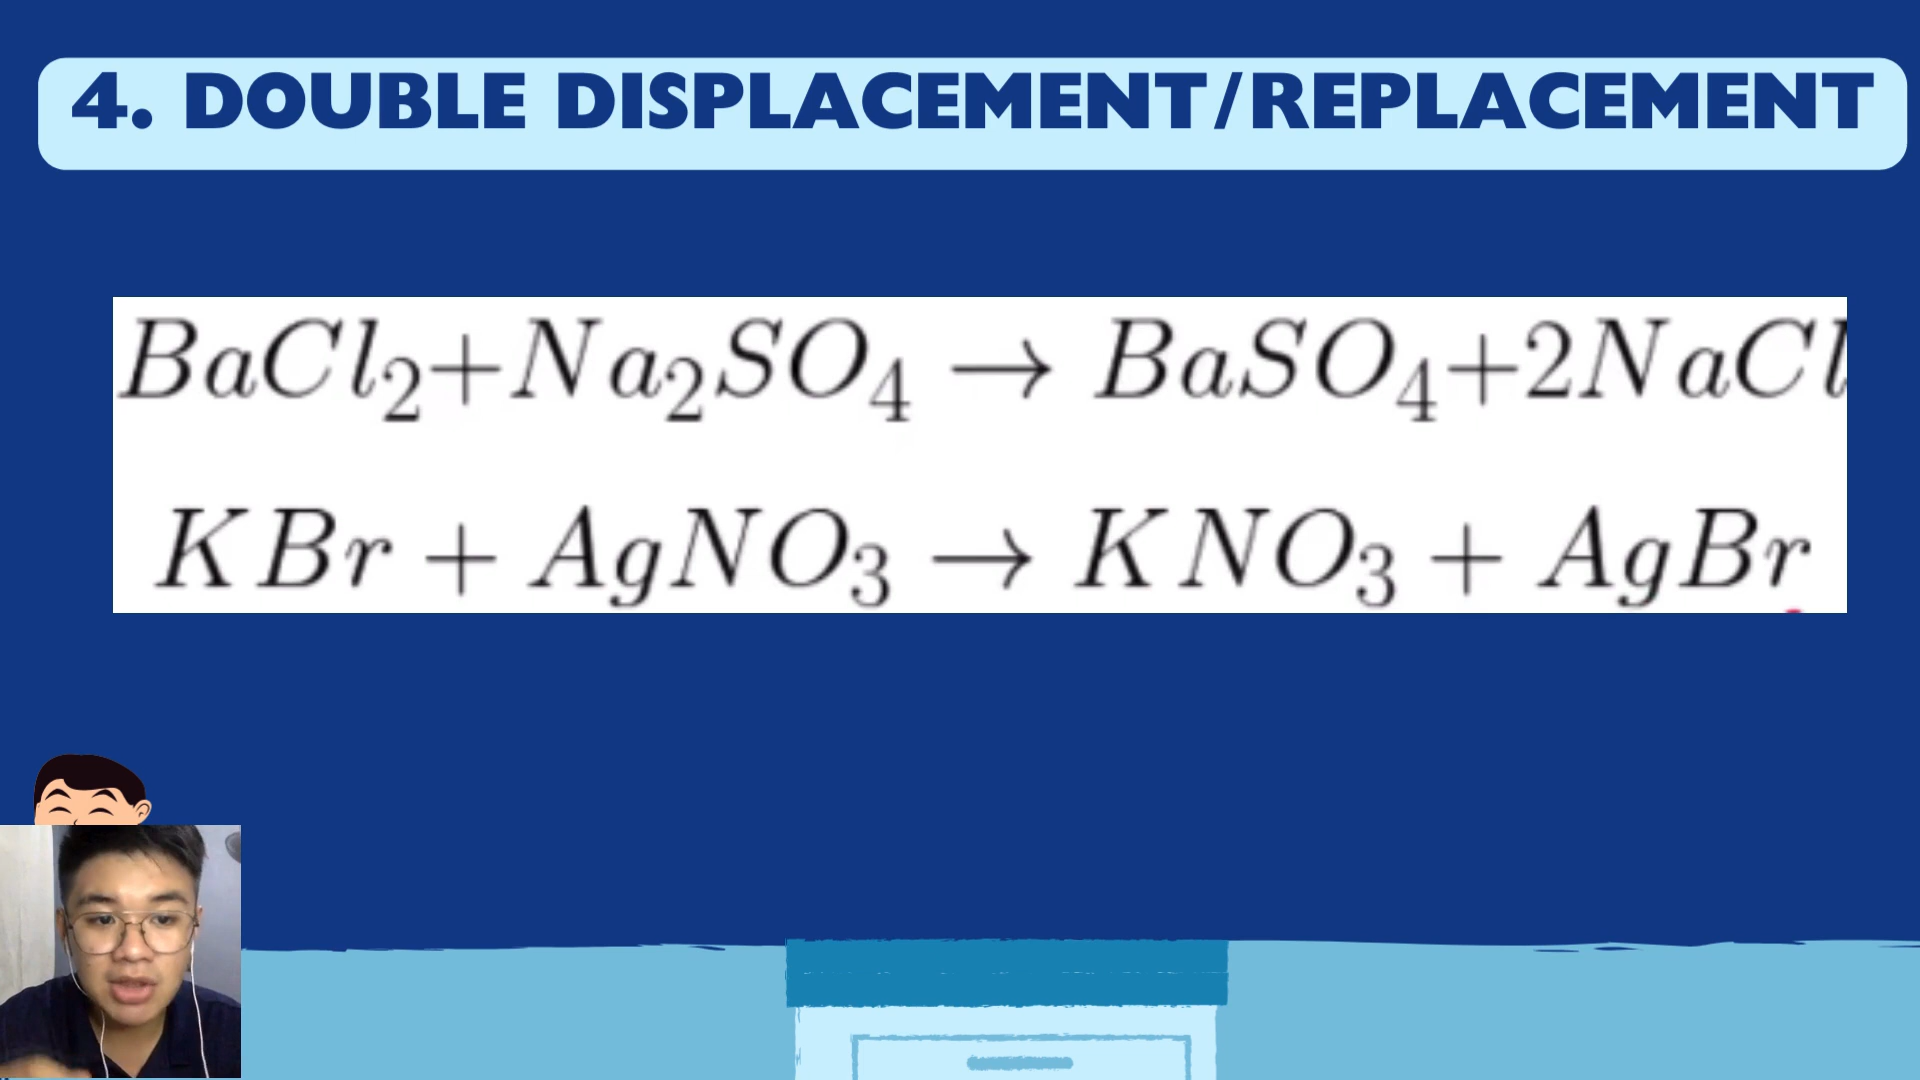 4. DOUBLE DISPLACEMENT/REPLACEMENT
BaCl₂+Na₂SO₄ → BaSO₄+2NaCl
KBr + AgNO₃ → KNO₃ + AgBr